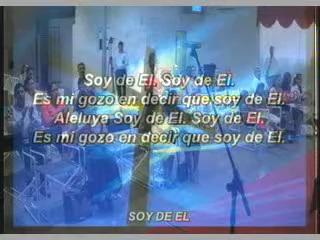 Soy de El. Soy de El.
Es mi gozo en decir que soy de El.
Aleluya Soy de El. Soy de El.
Es mi gozo en decir que soy de El.
SOY DE EL